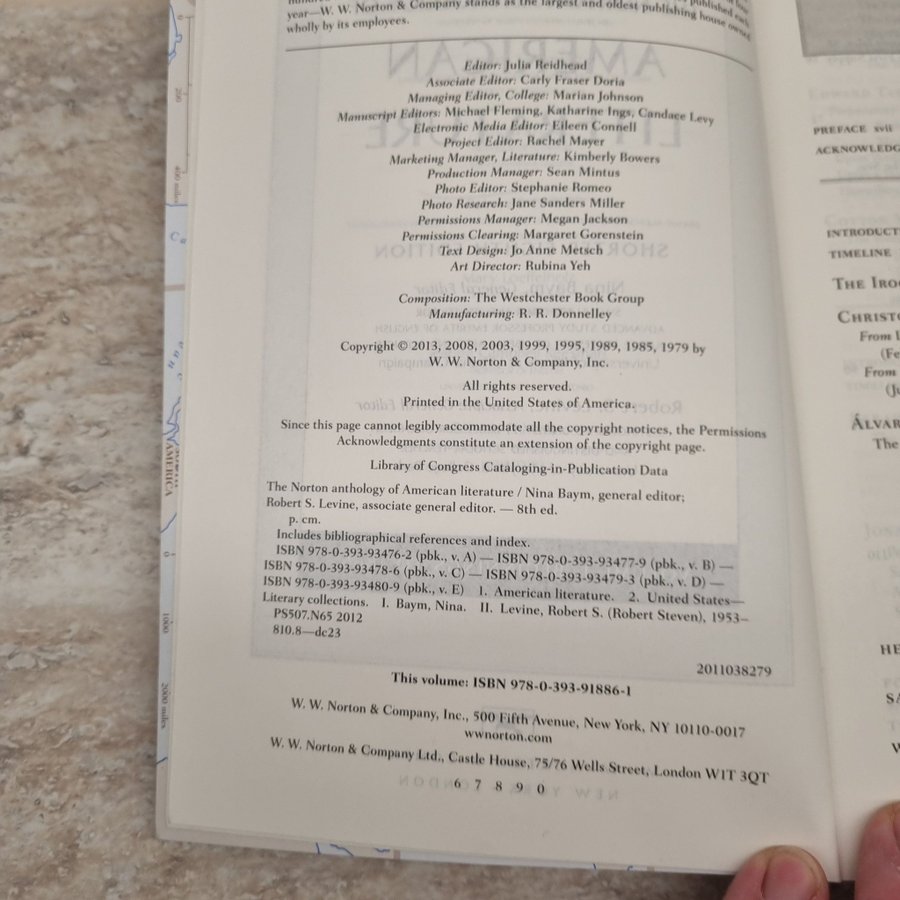 year—W. W. Norton & Company stands as the largest and oldest publishing house owned
wholly by its employees.
Editor: Julia Reidhead
Associate Editor: Carly Fraser Doria
Managing Editor, College: Marian Johnson
Manuscript Editors: Michael Fleming, Katharine Ings, Candace Levy
Electronic Media Editor: Eileen Connell
Project Editor: Rachel Mayer
Marketing Manager, Literature: Kimberly Bowers
Production Manager: Sean Mintus
Photo Editor: Stephanie Romeo
Photo Research: Jane Sanders Miller
Permissions Manager: Megan Jackson
Permissions Clearing: Margaret Gorenstein
Text Design: Jo Anne Metsch
Art Director: Rubina Yeh
Composition: The Westchester Book Group
Manufacturing: R. R. Donnelley
Copyright © 2013, 2008, 2003, 1999, 1995, 1989, 1985, 1979 by
W. W. Norton & Company, Inc.
All rights reserved.
Printed in the United States of America.
Since this page cannot legibly accommodate all the copyright notices, the Permissions
Acknowledgments constitute an extension of the copyright page.
Library of Congress Cataloging-in-Publication Data
The Norton anthology of American literature / Nina Baym, general editor;
Robert S. Levine, associate general editor. — 8th ed.
p. cm.
Includes bibliographical references and index.
ISBN 978-0-393-93476-2 (pbk., v. A) — ISBN 978-0-393-93477-9 (pbk., v. B) —
ISBN 978-0-393-93478-6 (pbk., v. C) — ISBN 978-0-393-93479-3 (pbk., v. D) —
ISBN 978-0-393-93480-9 (pbk., v. E) 1. American literature. 2. United States—
Literary collections. I. Baym, Nina. II. Levine, Robert S. (Robert Steven), 1953–
PS507.N65 2012
810.8—dc23
2011038279
This volume: ISBN 978-0-393-91886-1
W. W. Norton & Company, Inc., 500 Fifth Avenue, New York, NY 10110-0017
wwnorton.com
W. W. Norton & Company Ltd., Castle House, 75/76 Wells Street, London W1T 3QT
6 7 8 9 0
PREFACE xvii
TIMELINE
THE
From
From
The
200
400 miles
AMERICA
0
1000
2000 miles